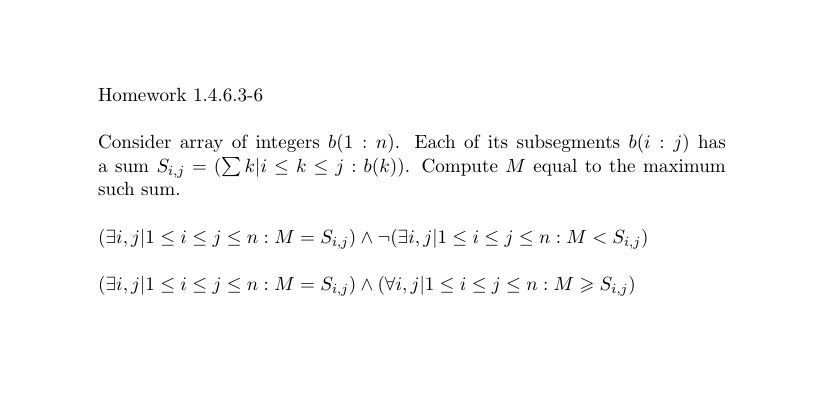 Homework 1.4.6.3-6
Consider array of integers b(1 : n). Each of its subsegments b(i : j) has
a sum S_{i,j} = (∑ k|i ≤ k ≤ j : b(k)). Compute M equal to the maximum
such sum.
(∃i, j|1 ≤ i ≤ j ≤ n : M = S_{i,j}) ∧ ¬(∃i, j|1 ≤ i ≤ j ≤ n : M < S_{i,j})
(∃i, j|1 ≤ i ≤ j ≤ n : M = S_{i,j}) ∧ (∀i, j|1 ≤ i ≤ j ≤ n : M ⩾ S_{i,j})